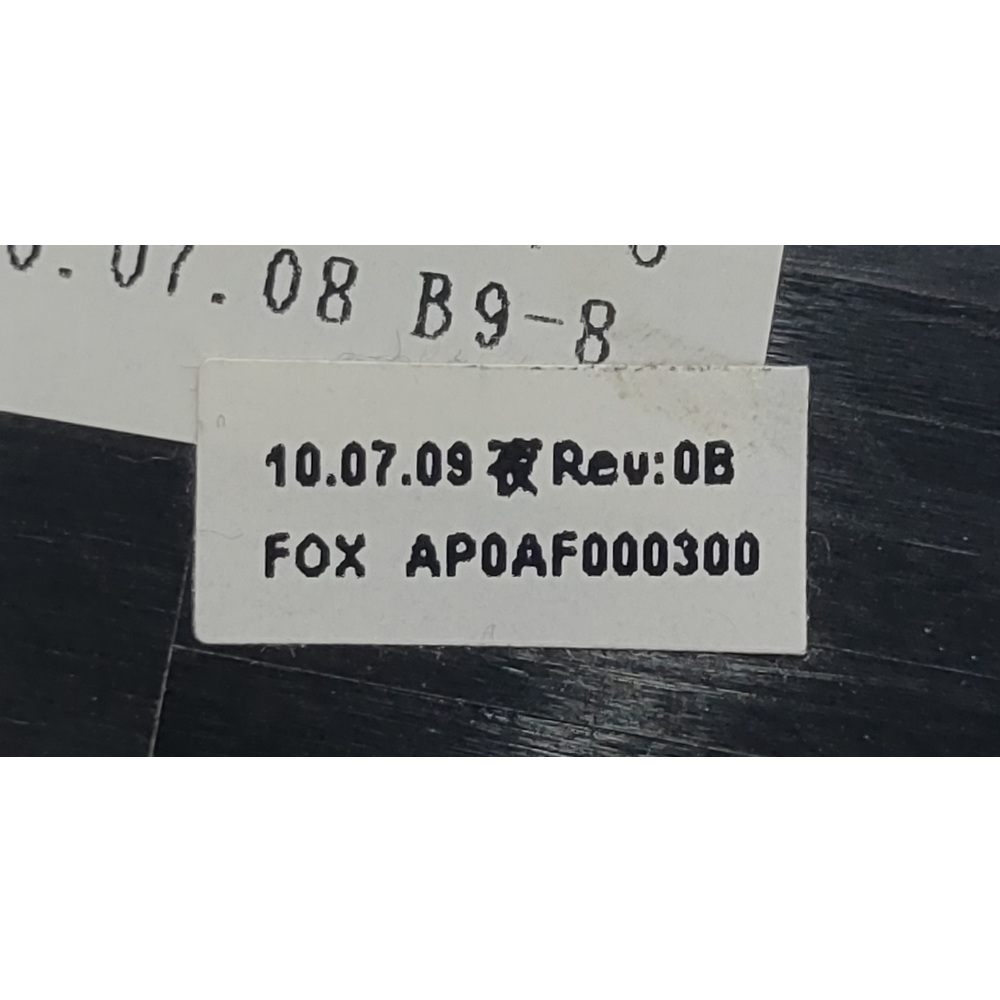 .07.08 B9-8
10.07.09 夜 Rev:0B
FOX AP0AF000300